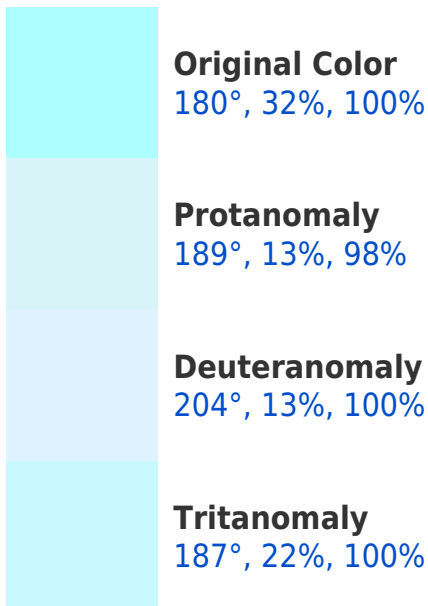 Original Color
180°, 32%, 100%
Protanomaly
189°, 13%, 98%
Deuteranomaly
204°, 13%, 100%
Tritanomaly
187°, 22%, 100%